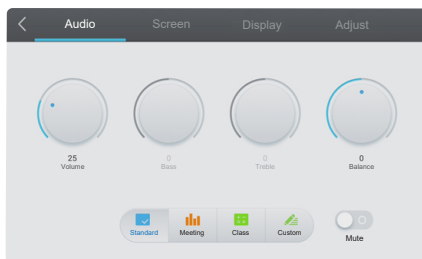 Audio Screen Display Adjust
25 0 0 0
Volume Bass Treble Balance
Standard Meeting Class Custom
Mute